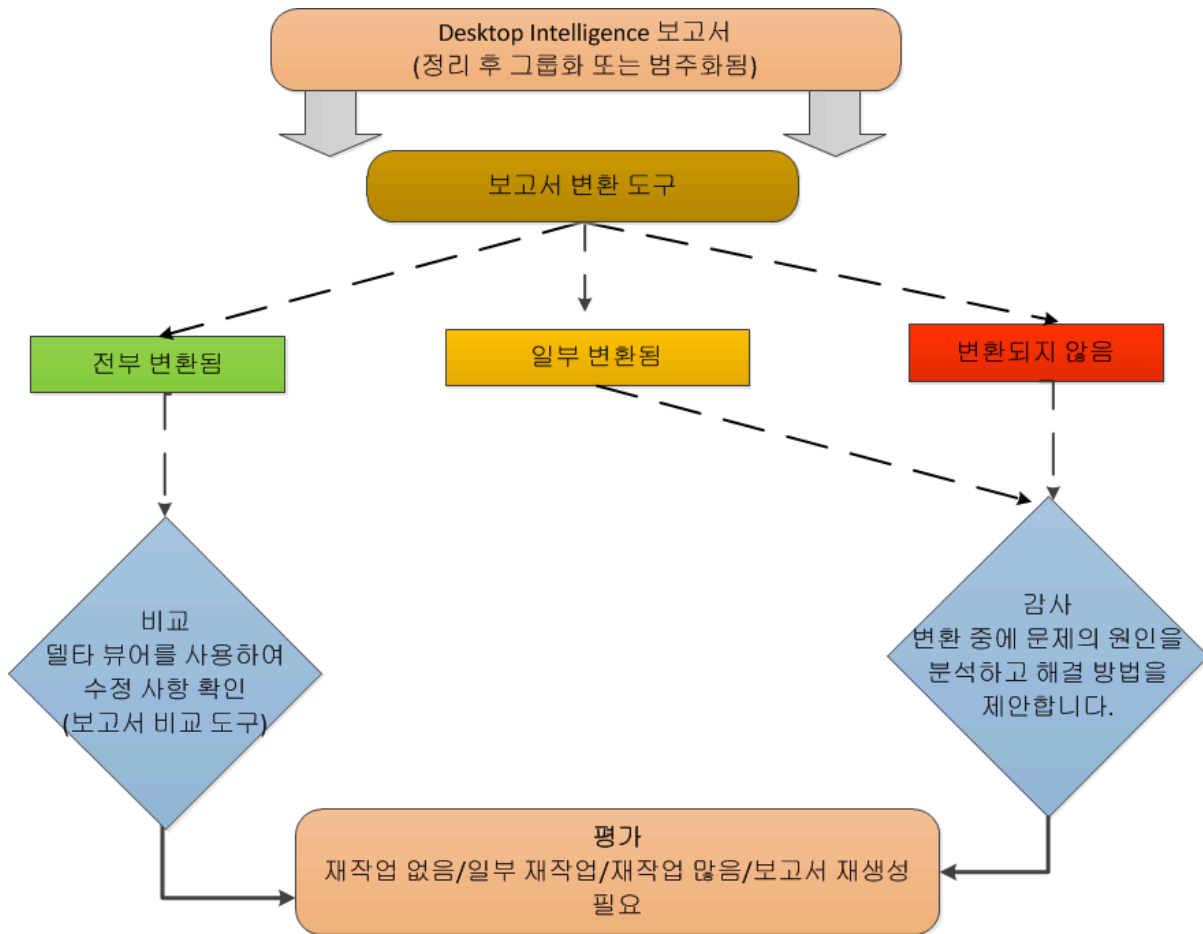 Desktop Intelligence 보고서
(정리 후 그룹화 또는 범주화됨)
보고서 변환 도구
전부 변환됨
일부 변환됨
변환되지 않음
비교
델타 뷰어를 사용하여
수정 사항 확인
(보고서 비교 도구)
감사
변환 중에 문제의 원인을
분석하고 해결 방법을
제안합니다.
평가
재작업 없음/일부 재작업/재작업 많음/보고서 재생성
필요